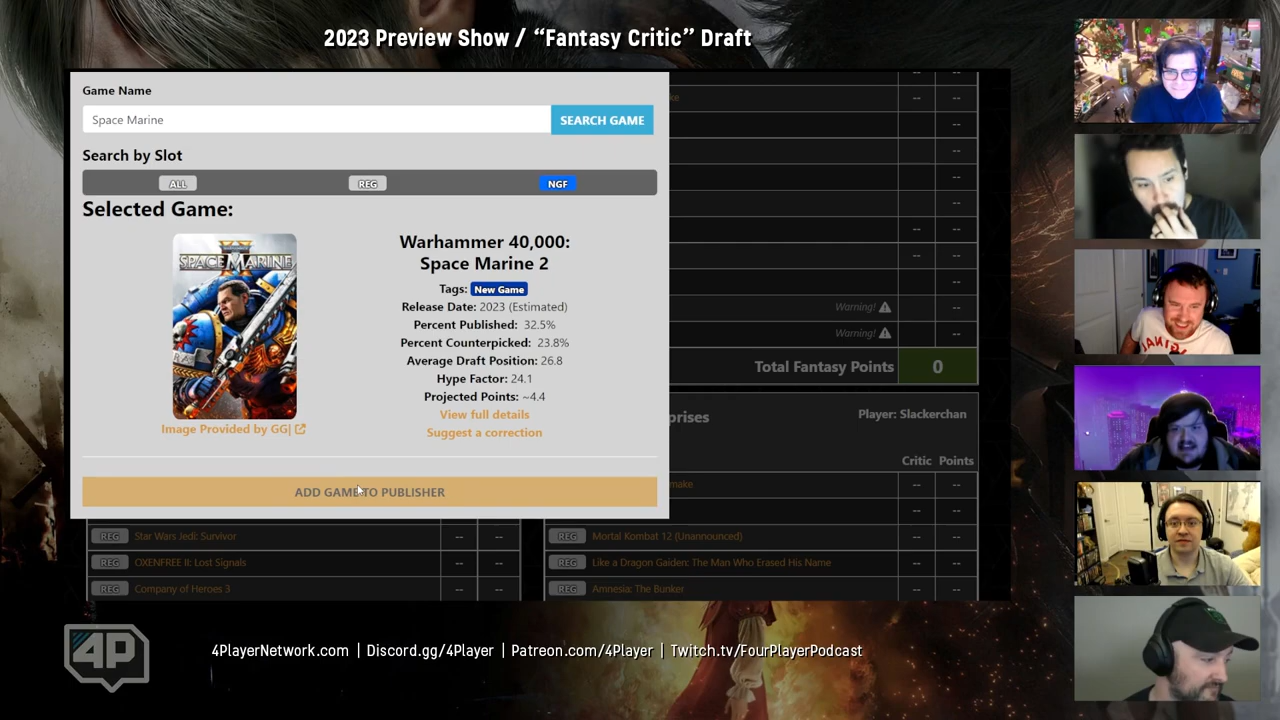 2023 Preview Show / “Fantasy Critic” Draft
Game Name
Space Marine
SEARCH GAME
Search by Slot
ALL
REG
NGF
Selected Game:
SPACE MARINE
Warhammer 40,000:
Space Marine 2
Tags: New Game
Release Date: 2023 (Estimated)
Percent Published: 32.5%
Percent Counterpicked: 23.8%
Average Draft Position: 26.8
Hype Factor: 24.1
Projected Points: ~4.4
View full details
Suggest a correction
Image Provided by GG|
ADD GAME TO PUBLISHER
ke
-- --
--
--
--
--
-- --
-- --
--
Warning! --
Warning! --
Total Fantasy Points 0
prises
Player: Slackerchan
Critic Points
make -- --
--
REG Star Wars Jedi: Survivor -- --
REG Mortal Kombat 12 (Unannounced) -- --
REG OXENFREE II: Lost Signals -- --
REG Like a Dragon Gaiden: The Man Who Erased His Name -- --
REG Company of Heroes 3 -- --
REG Amnesia: The Bunker -- --
4P
4PlayerNetwork.com | Discord.gg/4Player | Patreon.com/4Player | Twitch.tv/FourPlayerPodcast